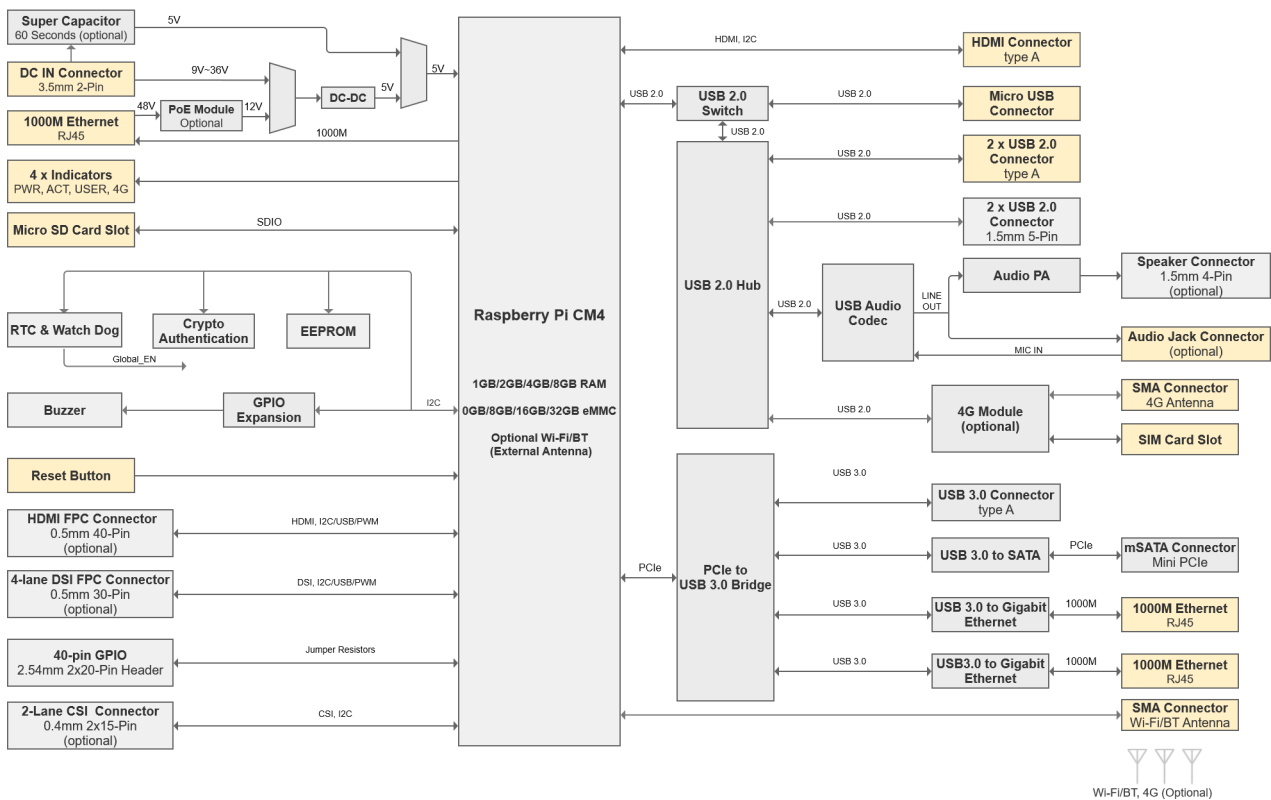 Super Capacitor
60 Seconds (optional)
5V
DC IN Connector
3.5mm 2-Pin
9V~36V
48V
PoE Module
Optional
12V
DC-DC
5V
5V
1000M Ethernet
RJ45
1000M
4 x Indicators
PWR, ACT, USER, 4G
Micro SD Card Slot
SDIO
RTC & Watch Dog
Crypto
Authentication
EEPROM
Global_EN
Buzzer
GPIO
Expansion
I2C
Reset Button
HDMI FPC Connector
0.5mm 40-Pin
(optional)
HDMI, I2C/USB/PWM
4-lane DSI FPC Connector
0.5mm 30-Pin
(optional)
DSI, I2C/USB/PWM
40-pin GPIO
2.54mm 2x20-Pin Header
Jumper Resistors
2-Lane CSI  Connector
0.4mm 2x15-Pin
(optional)
CSI, I2C
Raspberry Pi CM4
1GB/2GB/4GB/8GB RAM
0GB/8GB/16GB/32GB eMMC
Optional Wi-Fi/BT
(External Antenna)
HDMI, I2C
HDMI Connector
type A
USB 2.0
USB 2.0
Switch
USB 2.0
Micro USB
Connector
USB 2.0
USB 2.0 Hub
USB 2.0
2 x USB 2.0
Connector
type A
USB 2.0
2 x USB 2.0
Connector
1.5mm 5-Pin
USB 2.0
USB Audio
Codec
LINE
OUT
Audio PA
Speaker Connector
1.5mm 4-Pin
(optional)
Audio Jack Connector
(optional)
MIC IN
USB 2.0
4G Module
(optional)
SMA Connector
4G Antenna
SIM Card Slot
PCIe
PCIe to
USB 3.0 Bridge
USB 3.0
USB 3.0 Connector
type A
USB 3.0
USB 3.0 to SATA
PCIe
mSATA Connector
Mini PCIe
USB 3.0
USB 3.0 to Gigabit
Ethernet
1000M
1000M Ethernet
RJ45
USB 3.0
USB3.0 to Gigabit
Ethernet
1000M
1000M Ethernet
RJ45
SMA Connector
Wi-Fi/BT Antenna
Wi-Fi/BT, 4G (Optional)